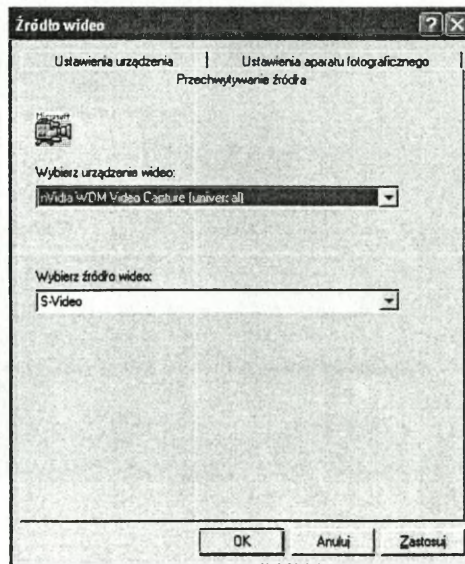 Źródło wideo
Ustawienia urządzenia
Ustawienia aparatu fotograficznego
Przechwytywanie źródła
Microsoft
Wybierz urządzenie wideo:
nVidia WDM Video Capture (universal)
Wybierz źródło wideo:
S-Video
OK
Anuluj
Zastosuj